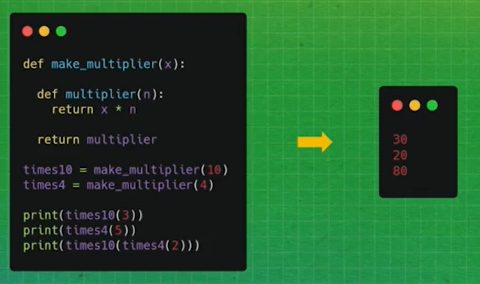 def make_multiplier(x):
def multiplier(n):
return x * n
return multiplier
times10 = make_multiplier(10)
times4 = make_multiplier(4)
print(times10(3))
print(times4(5))
print(times10(times4(2)))
30
20
80